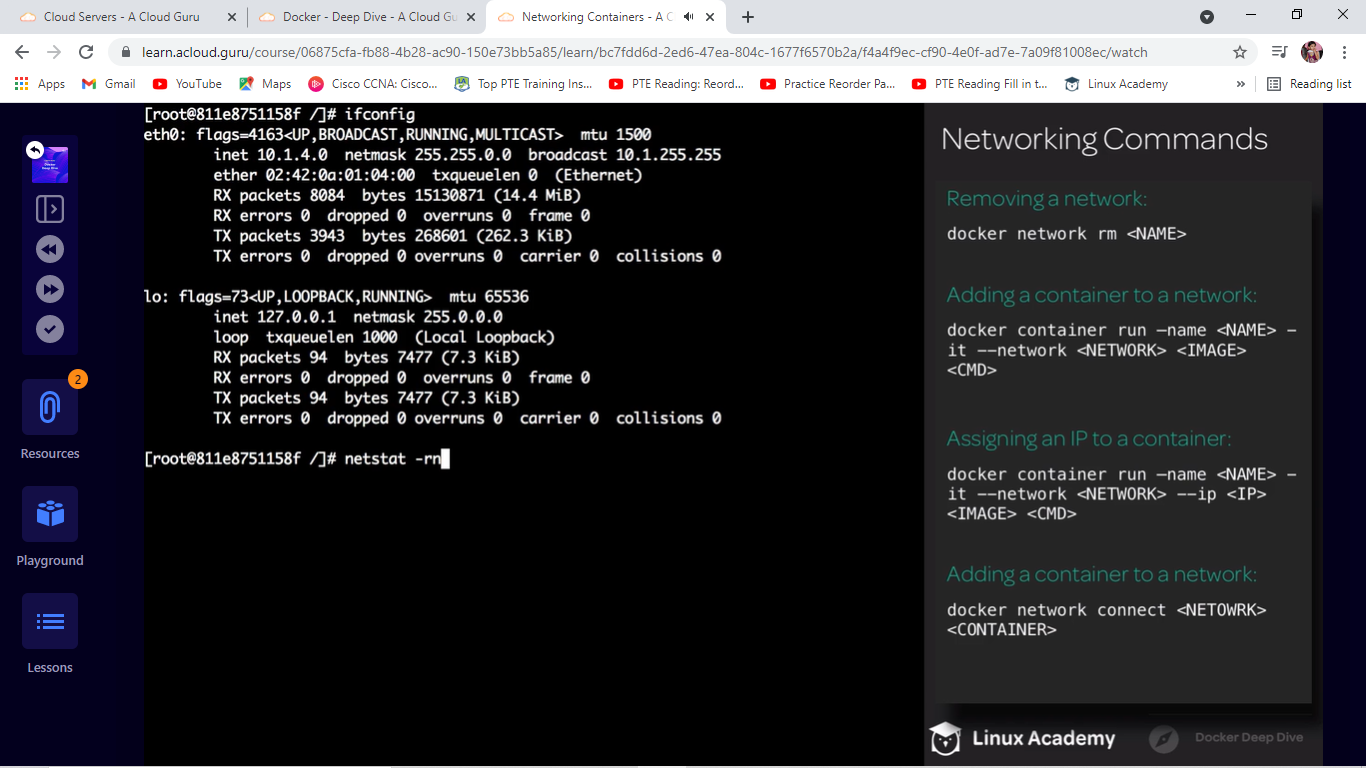 Cloud Servers - A Cloud Guru
Docker - Deep Dive - A Cloud Gu
Networking Containers - A C
learn.acloud.guru/course/06875cfa-fb88-4b28-ac90-150e73bb5a85/learn/bc7fdd6d-2ed6-47ea-804c-1677f6570b2a/f4a4f9ec-cf90-4e0f-ad7e-7a09f81008ec/watch
Apps
Gmail
YouTube
Maps
Cisco CCNA: Cisco...
Top PTE Training Ins...
PTE Reading: Reord...
Practice Reorder Pa...
PTE Reading Fill in t...
Linux Academy
»
Reading list
Docker
Deep Dive
2
Resources
Playground
Lessons
[root@811e8751158f /]# ifconfig
eth0: flags=4163<UP,BROADCAST,RUNNING,MULTICAST>  mtu 1500
inet 10.1.4.0  netmask 255.255.0.0  broadcast 10.1.255.255
ether 02:42:0a:01:04:00  txqueuelen 0  (Ethernet)
RX packets 8084  bytes 15130871 (14.4 MiB)
RX errors 0  dropped 0  overruns 0  frame 0
TX packets 3943  bytes 268601 (262.3 KiB)
TX errors 0  dropped 0 overruns 0  carrier 0  collisions 0
lo: flags=73<UP,LOOPBACK,RUNNING>  mtu 65536
inet 127.0.0.1  netmask 255.0.0.0
loop  txqueuelen 1000  (Local Loopback)
RX packets 94  bytes 7477 (7.3 KiB)
RX errors 0  dropped 0  overruns 0  frame 0
TX packets 94  bytes 7477 (7.3 KiB)
TX errors 0  dropped 0 overruns 0  carrier 0  collisions 0
[root@811e8751158f /]# netstat -rn
Networking Commands
Removing a network:
docker network rm <NAME>
Adding a container to a network:
docker container run –name <NAME> –
it ––network <NETWORK> <IMAGE>
<CMD>
Assigning an IP to a container:
docker container run –name <NAME> –
it ––network <NETWORK> ––ip <IP>
<IMAGE> <CMD>
Adding a container to a network:
docker network connect <NETOWRK>
<CONTAINER>
Linux Academy
Docker Deep Dive